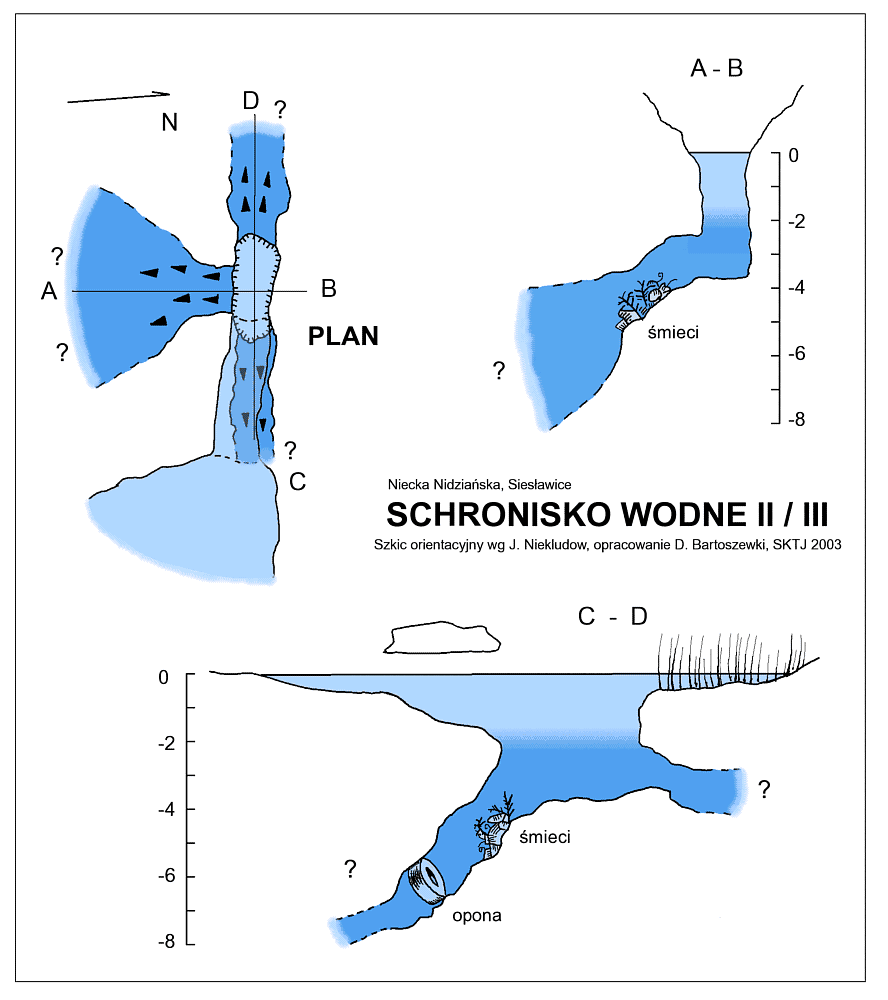 A - B
D
?
N
0
-2
-4
-6
-8
?
A
B
?
PLAN
śmieci
?
?
C
Niecka Nidziańska, Siesławice
SCHRONISKO WODNE II / III
Szkic orientacyjny wg J. Niekludow, opracowanie D. Bartoszewki, SKTJ 2003
C - D
0
-2
-4
-6
-8
?
śmieci
?
opona